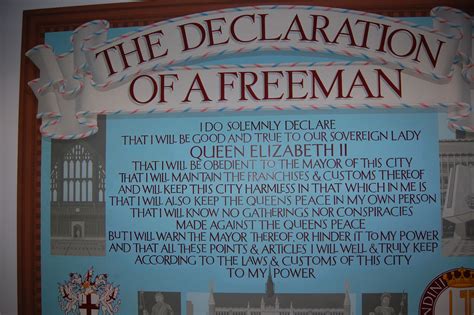 THE DECLARATION
OF A FREEMAN
I DO SOLEMNLY DECLARE
THAT I WILL BE GOOD AND TRUE TO OUR SOVEREIGN LADY
QUEEN ELIZABETH II
THAT I WILL BE OBEDIENT TO THE MAYOR OF THIS CITY
THAT I WILL MAINTAIN THE FRANCHISES & CUSTOMS THEREOF
AND WILL KEEP THIS CITY HARMLESS IN THAT WHICH IN ME IS
THAT I WILL ALSO KEEP THE QUEEN'S PEACE IN MY OWN PERSON
THAT I WILL KNOW NO GATHERINGS NOR CONSPIRACIES
MADE AGAINST THE QUEEN'S PEACE
BUT I WILL WARN THE MAYOR THEREOF, OR HINDER IT TO MY POWER
AND THAT ALL THESE POINTS & ARTICLES I WILL WELL & TRULY KEEP
ACCORDING TO THE LAWS & CUSTOMS OF THIS CITY
TO MY POWER